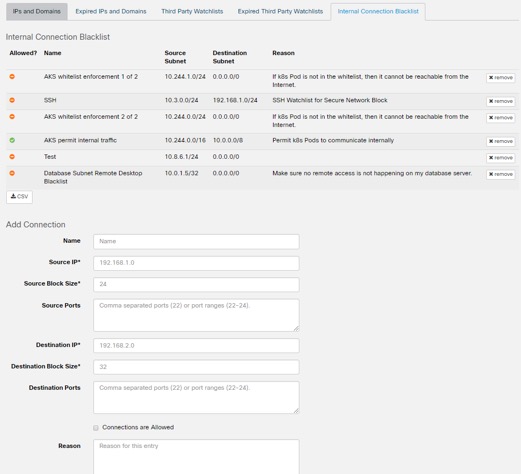 IPs and Domains Expired IPs and Domains Third Party Watchlists Expired Third Party Watchlists Internal Connection Blacklist
Internal Connection Blacklist
Allowed? Name Source Subnet Destination Subnet Reason
AKS whitelist enforcement 1 of 2 10.244.1.0/24 0.0.0.0/0 If k8s Pod is not in the whitelist, then it cannot be reachable from the Internet. ✖ remove
SSH 10.3.0.0/24 192.168.1.0/24 SSH Watchlist for Secure Network Block ✖ remove
AKS whitelist enforcement 2 of 2 10.244.0.0/24 0.0.0.0/0 If k8s Pod is not in the whitelist, then it cannot be reachable from the Internet. ✖ remove
AKS permit internal traffic 10.244.0.0/16 10.0.0.0/8 Permit k8s Pods to communicate internally ✖ remove
Test 10.8.6.1/24 0.0.0.0/0 ✖ remove
Database Subnet Remote Desktop Blacklist 10.0.1.5/32 0.0.0.0/0 Make sure no remote access is not happening on my database server. ✖ remove
CSV
Add Connection
Name Name
Source IP* 192.168.1.0
Source Block Size* 24
Source Ports Comma separated ports (22) or port ranges (22-24).
Destination IP* 192.168.2.0
Destination Block Size* 32
Destination Ports Comma separated ports (22) or port ranges (22-24).
Connections are Allowed
Reason Reason for this entry